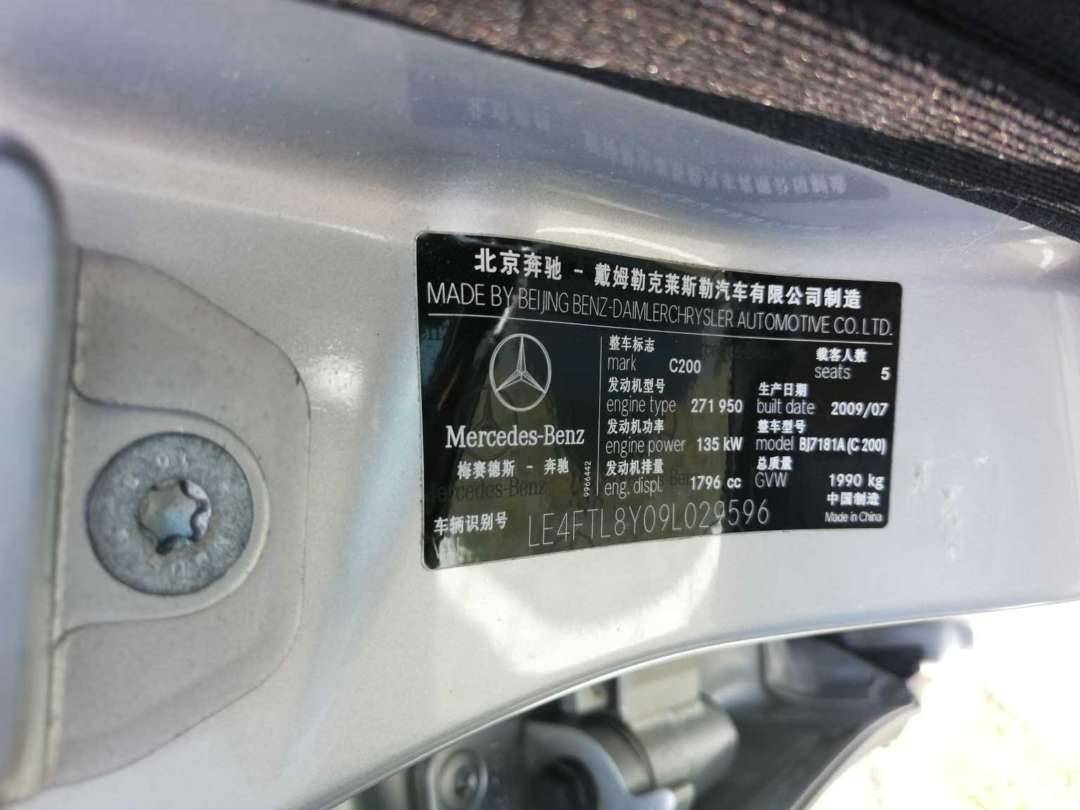 北京奔驰 - 戴姆勒克莱斯勒汽车有限公司制造
MADE BY BEIJING BENZ-DAIMLERCHRYSLER AUTOMOTIVE CO. LTD.
Mercedes-Benz
梅赛德斯 - 奔驰
9966442
整车标志
mark C200
载客人数
seats 5
发动机型号
engine type 271 950
生产日期
built date 2009/07
发动机功率
engine power 135 kW
整车型号
model BJ7181A (C 200)
发动机排量
eng. displ 1796 cc
总质量
GVW 1990 kg
中国制造
Made in China
车辆识别号
VIN LE4FTL8Y09L029596